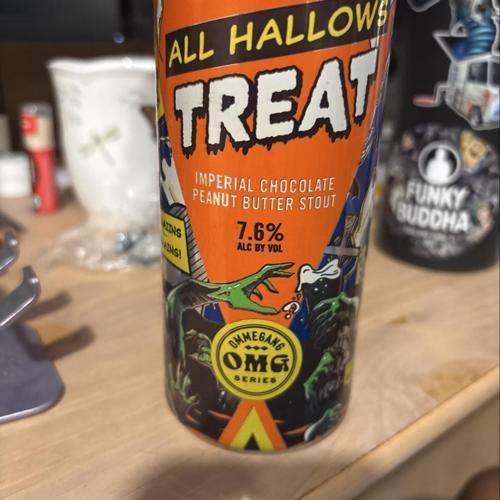 ALL HALLOWS'
TREAT
IMPERIAL CHOCOLATE
PEANUT BUTTER STOUT
7.6%
ALC BY VOL
OMMEGANG
OMG
SERIES
FUNKY
BUDDHA